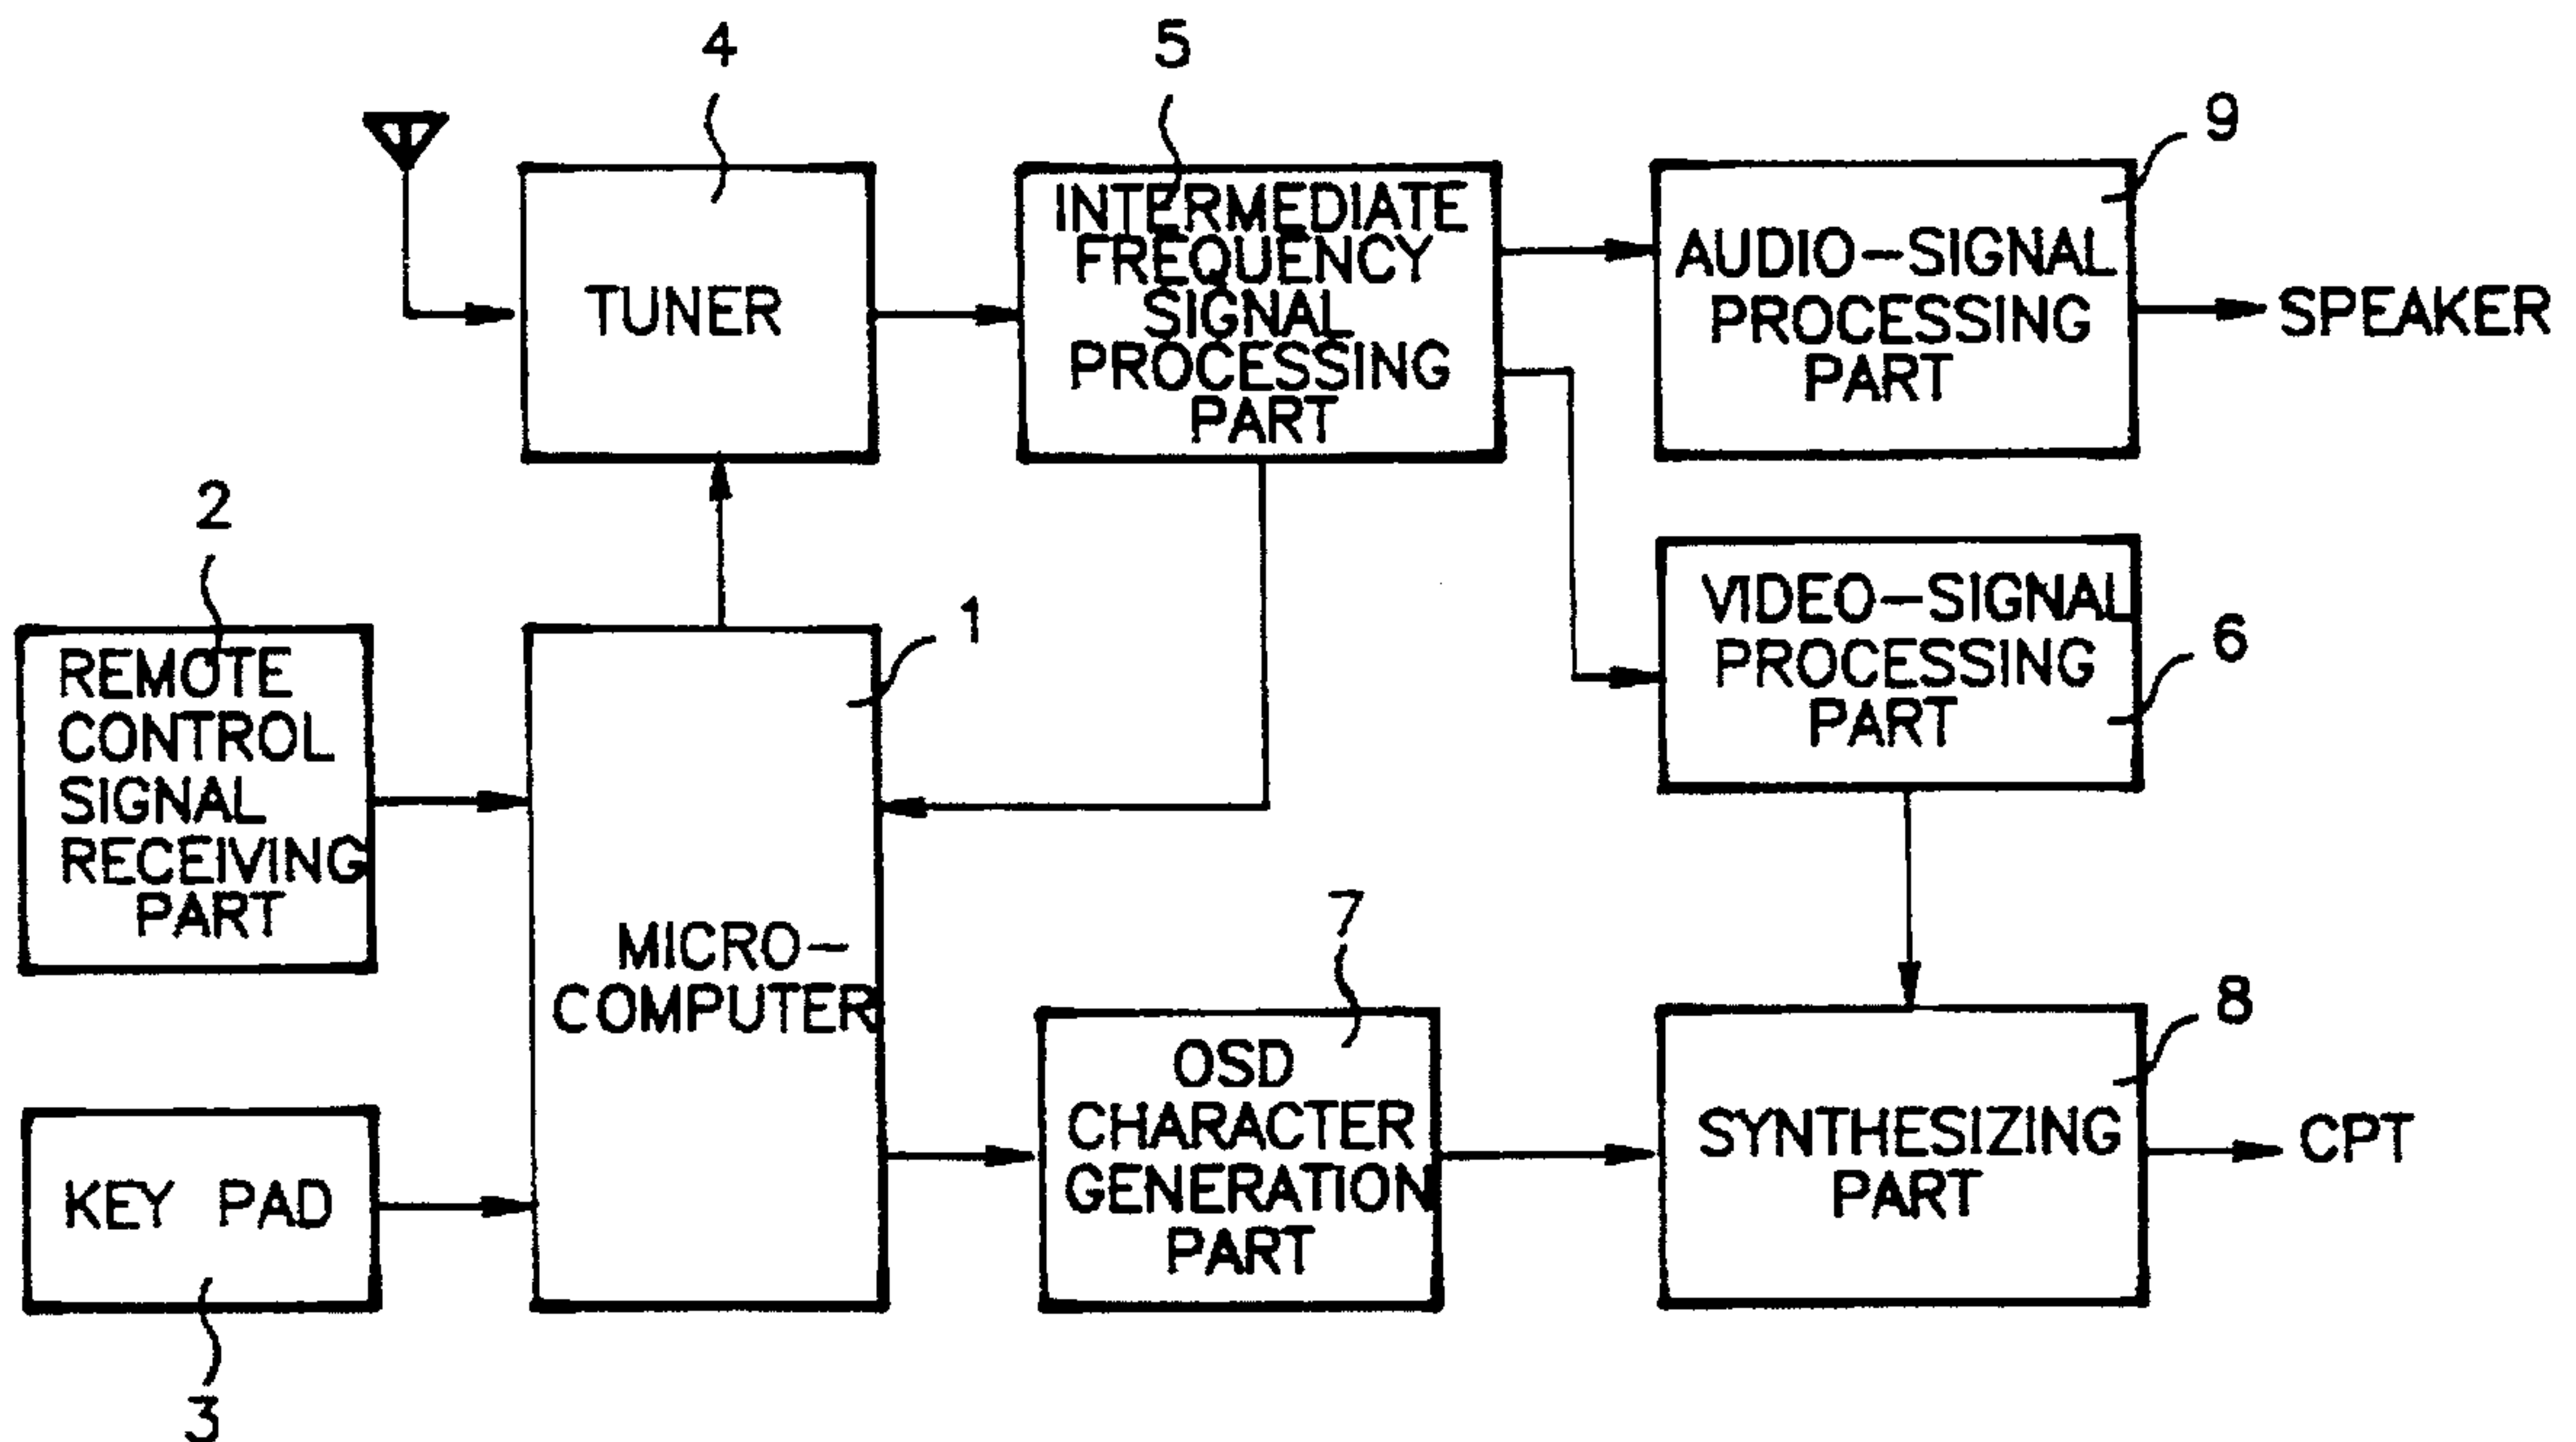 4
5
9
TUNER
INTERMEDIATE
FREQUENCY
SIGNAL
PROCESSING
PART
AUDIO-SIGNAL
PROCESSING
PART
SPEAKER
2
REMOTE
CONTROL
SIGNAL
RECEIVING
PART
1
MICRO-
COMPUTER
VIDEO-SIGNAL
PROCESSING
PART
6
KEY PAD
3
7
OSD
CHARACTER
GENERATION
PART
8
SYNTHESIZING
PART
CPT